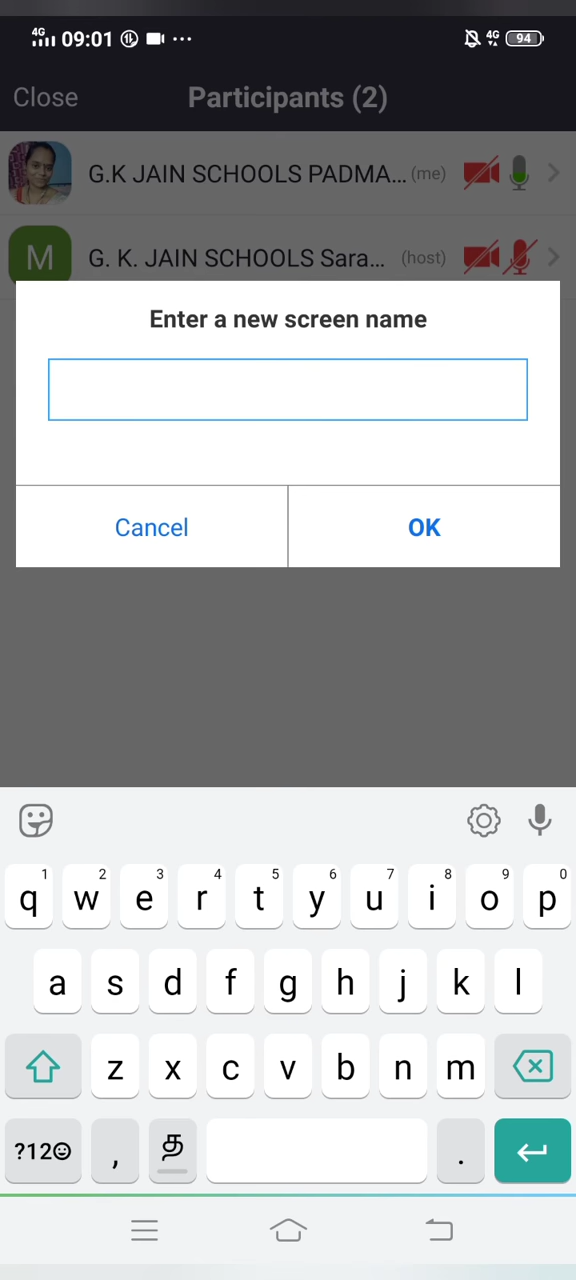 4G 09:01 ... 4G 94
Close Participants (2)
G.K JAIN SCHOOLS PADMA... (me)
M G. K. JAIN SCHOOLS Sara... (host)
Enter a new screen name
Cancel OK
1 2 3 4 5 6 7 8 9 0
q w e r t y u i o p
a s d f g h j k l
z x c v b n m
?12 , த .